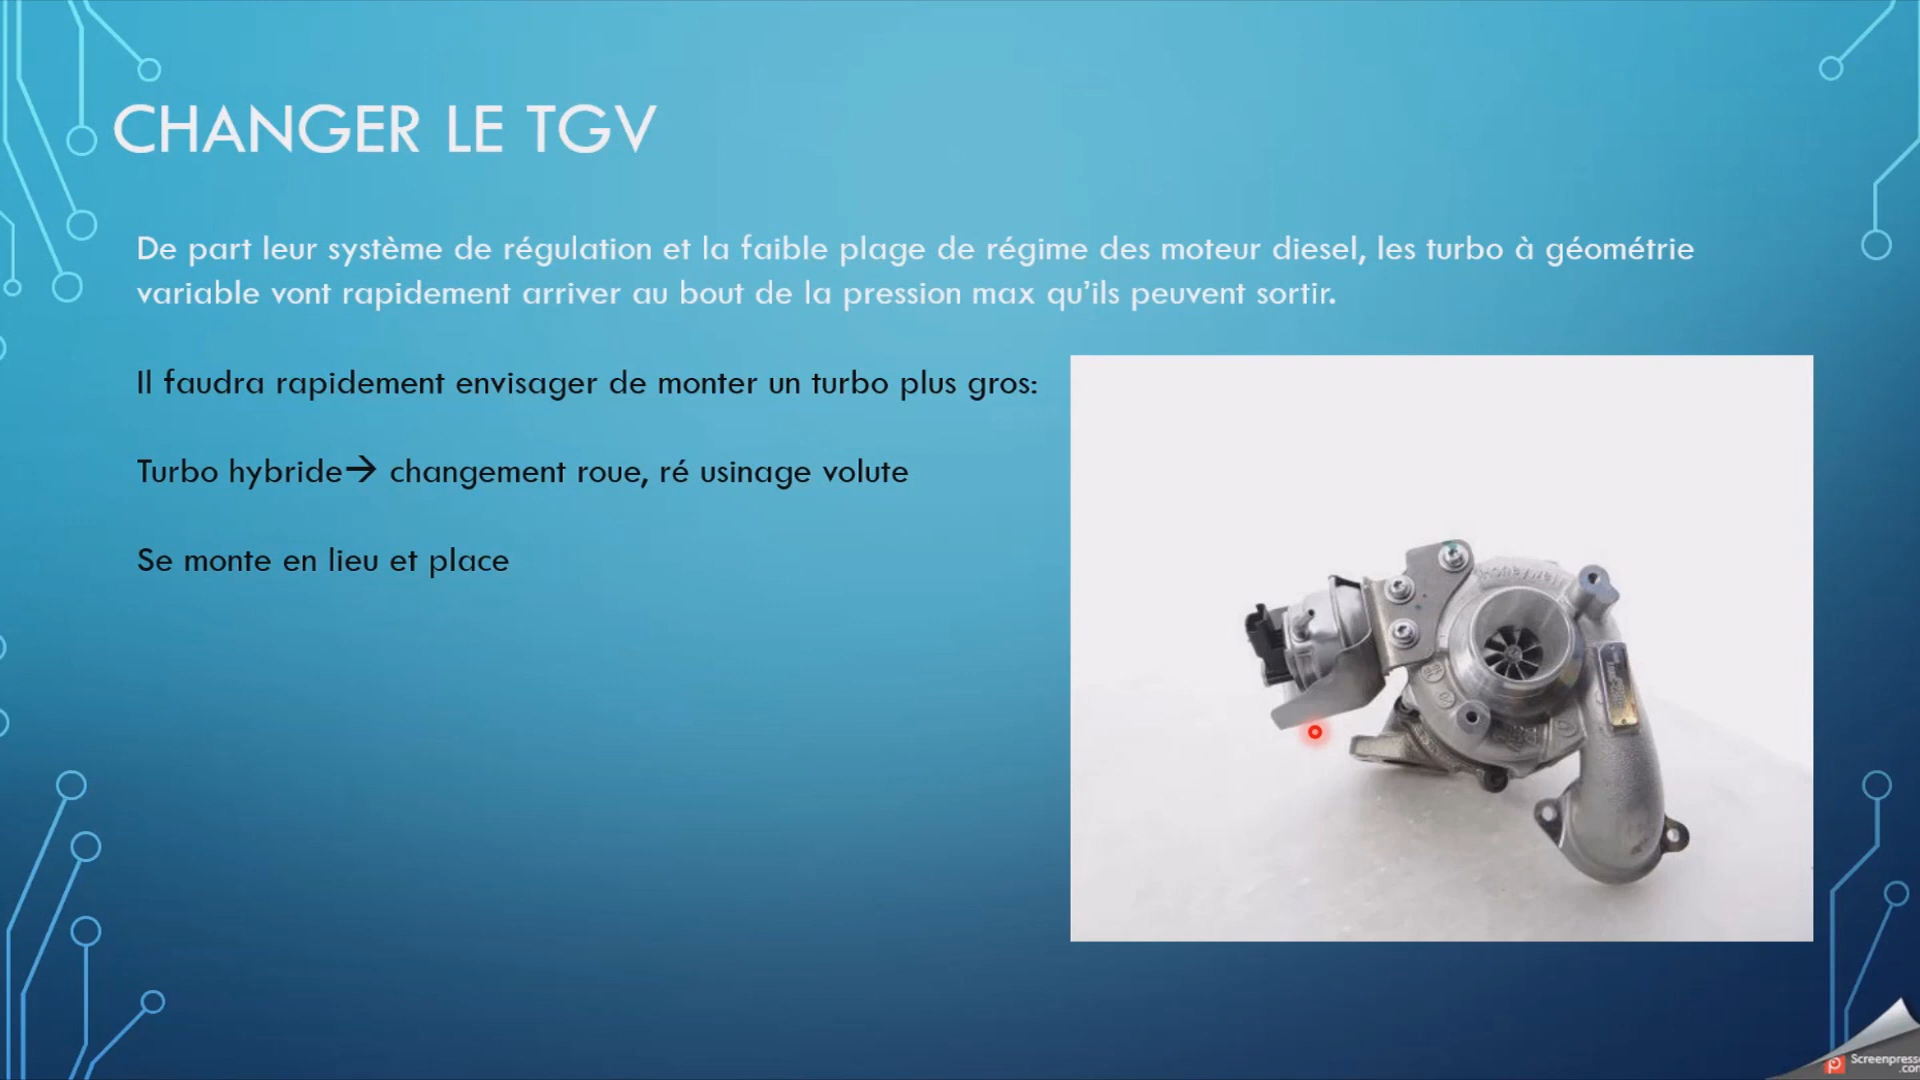 CHANGER LE TGV
De part leur système de régulation et la faible plage de régime des moteur diesel, les turbo à géométrie
variable vont rapidement arriver au bout de la pression max qu’ils peuvent sortir.
Il faudra rapidement envisager de monter un turbo plus gros:
Turbo hybride→ changement roue, ré usinage volute
Se monte en lieu et place
Honeywell
Screenpresso
.com